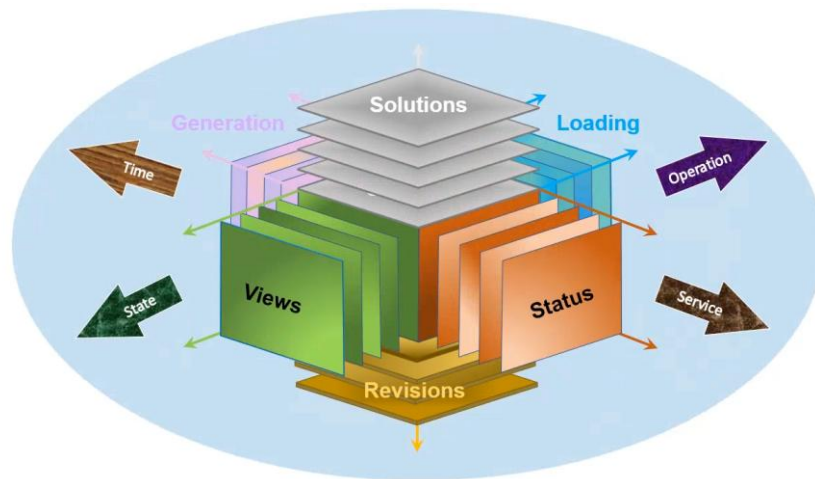 Solutions
Generation
Loading
Time
Operation
Views
Status
State
Service
Revisions